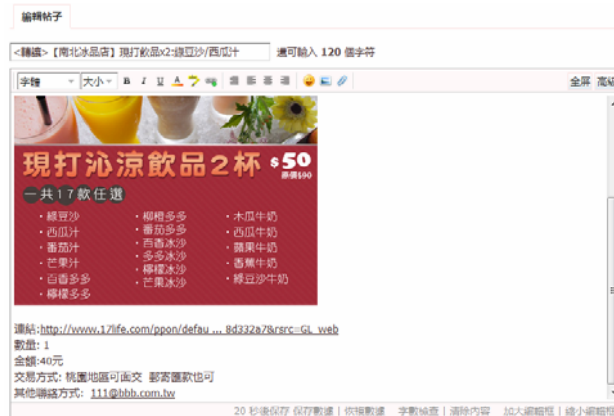 編輯帖子
<轉讓>【南北冰品店】現打飲品x2:綠豆沙/西瓜汁 還可輸入 120 個字符
字體 大小 B I U A 全屏 高級
現打沁涼飲品2杯 $50
原價$90
一共17款任選
・綠豆沙 ・柳橙多多 ・木瓜牛奶
・西瓜汁 ・番茄多多 ・西瓜牛奶
・番茄汁 ・百香冰沙 ・蘋果牛奶
・芒果汁 ・多多冰沙 ・香蕉牛奶
・百香多多 ・檸檬冰沙 ・綠豆沙牛奶
・檸檬多多 ・芒果冰沙
連結:http://www.17life.com/ppon/defau ... 8d332a7&rsrc=GL_web
數量: 1
金額:40元
交易方式: 桃園地區可面交 郵寄匯款也可
其他聯絡方式: 111@bbb.com.tw
20 秒後保存 保存數據 | 恢復數據 字數檢查 | 清除內容 加大編輯框 | 縮小編輯框